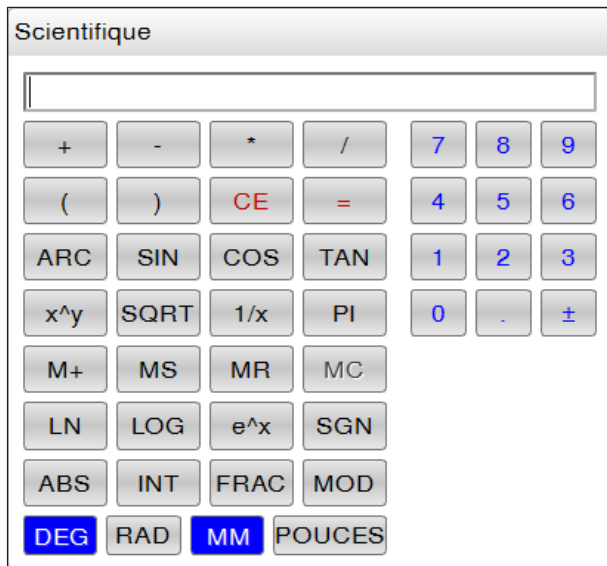 Scientifique
+ - * / 7 8 9
( ) CE = 4 5 6
ARC SIN COS TAN 1 2 3
x^y SQRT 1/x PI 0 . ±
M+ MS MR MC
LN LOG e^x SGN
ABS INT FRAC MOD
DEG RAD MM POUCES